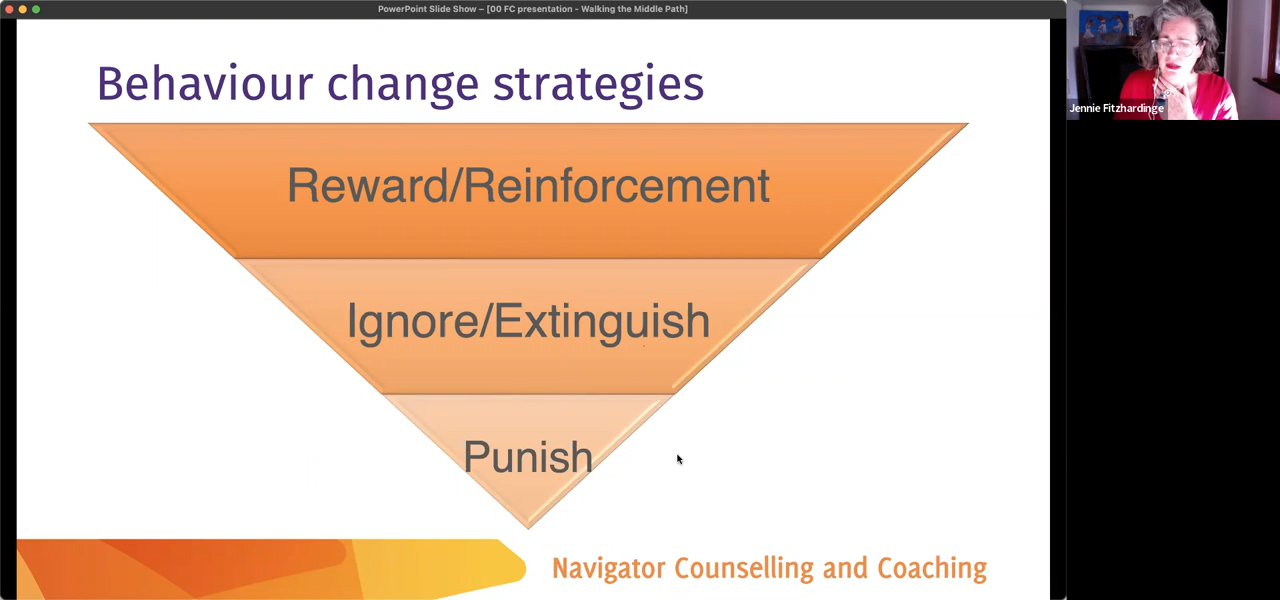 PowerPoint Slide Show – [00 FC presentation - Walking the Middle Path]
Jennie Fitzhardinge
Behaviour change strategies
Reward/Reinforcement
Ignore/Extinguish
Punish
Navigator Counselling and Coaching